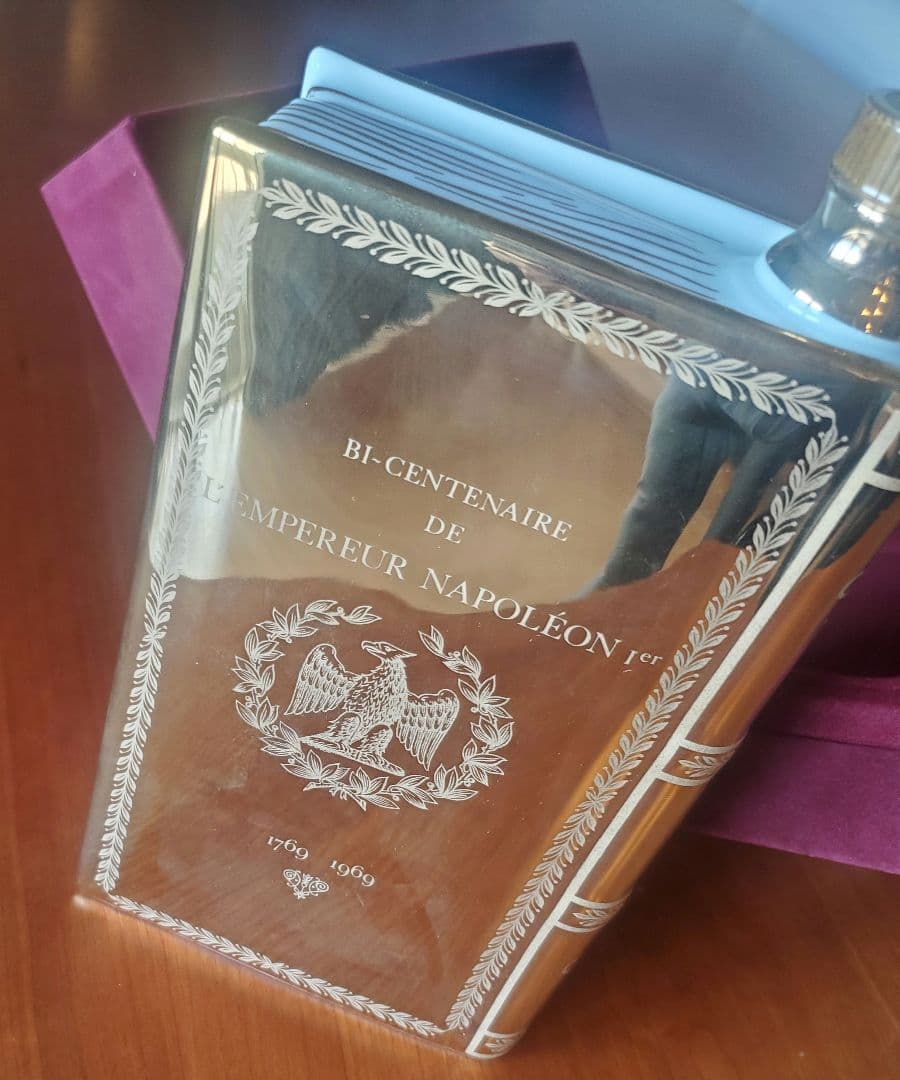 BI-CENTENAIRE
DE
L'EMPEREUR NAPOLÉON Ier
1769 1969